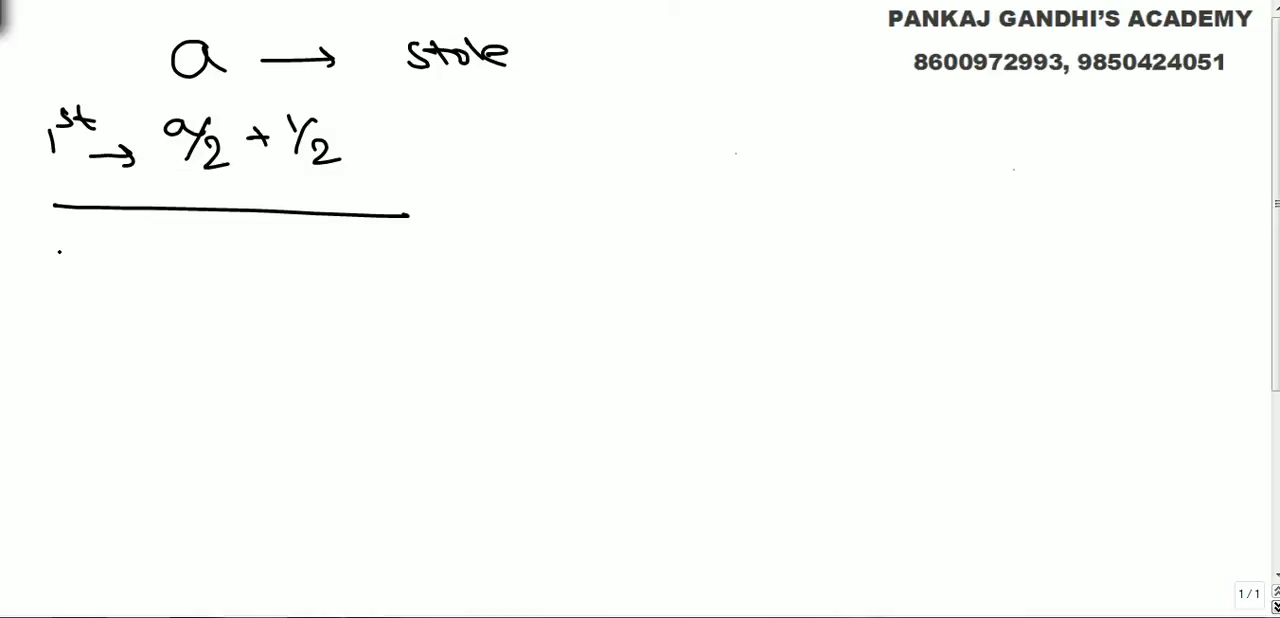 PANKAJ GANDHI'S ACADEMY
8600972993, 9850424051
a → stole
1st → a/2 + 1/2
1 / 1